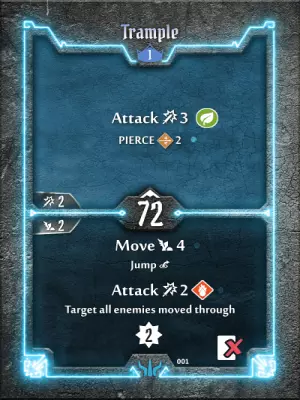 Trample
1
Attack 3
PIERCE 2
2
72
2
Move 4
Jump
Attack 2
Target all enemies moved through
2
001